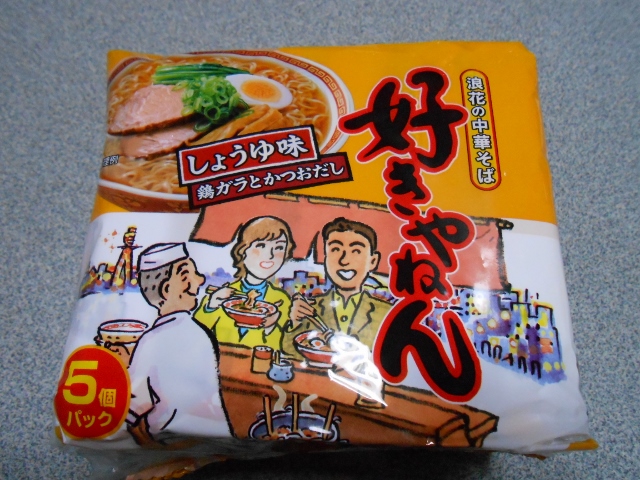 浪花の中華そば
好きやねん
しょうゆ味
鶏ガラとかつおだし
5個
パック